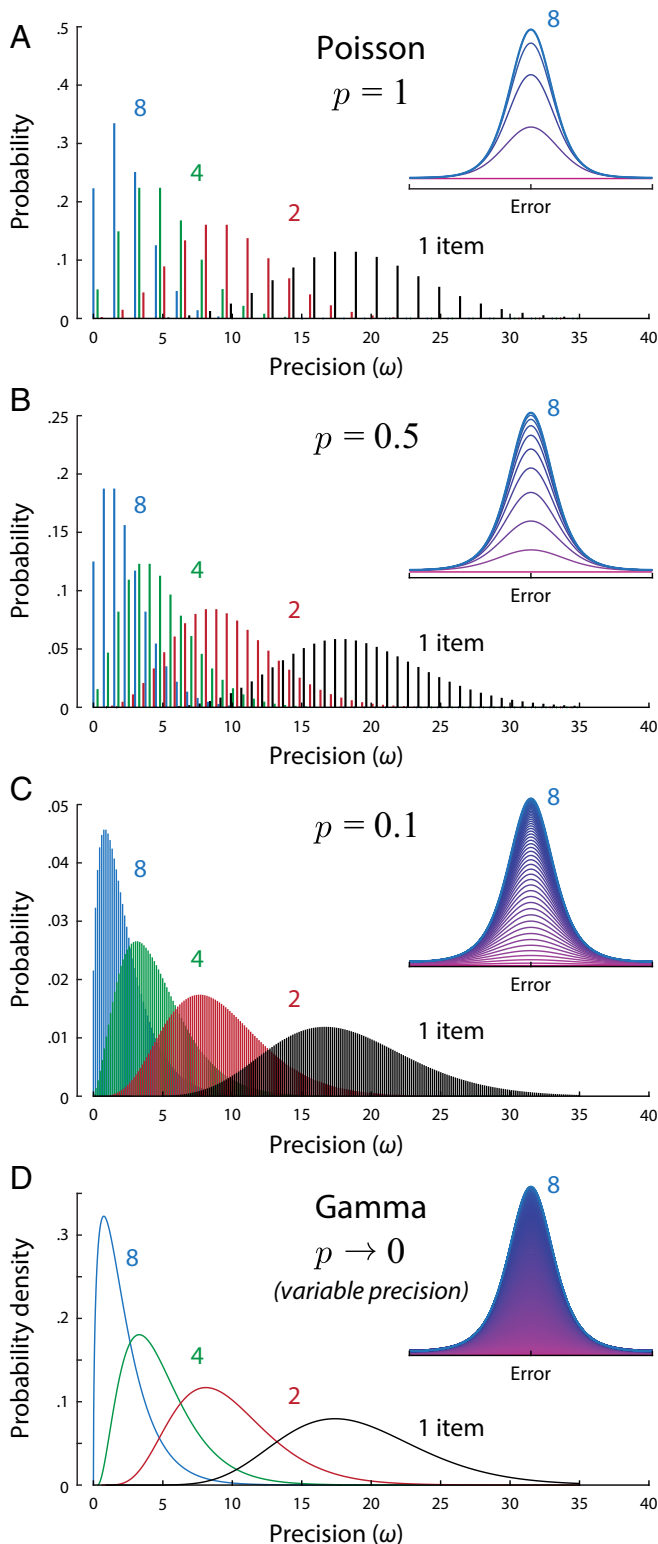 A
Poisson
p = 1
8
8
4
2
1 item
Probability
.5
.4
.3
.2
.1
0
0 5 10 15 20 25 30 35 40
Precision (ω)
Error
B
p = 0.5
8
8
4
2
1 item
Probability
.25
.2
.15
.1
.05
0
0 5 10 15 20 25 30 35 40
Precision (ω)
Error
C
p = 0.1
8
8
4
2
1 item
Probability
.05
.04
.03
.02
.01
0
0 5 10 15 20 25 30 35 40
Precision (ω)
Error
D
Gamma
p → 0
(variable precision)
8
8
4
2
1 item
Probability density
.3
.2
.1
0
0 5 10 15 20 25 30 35 40
Precision (ω)
Error